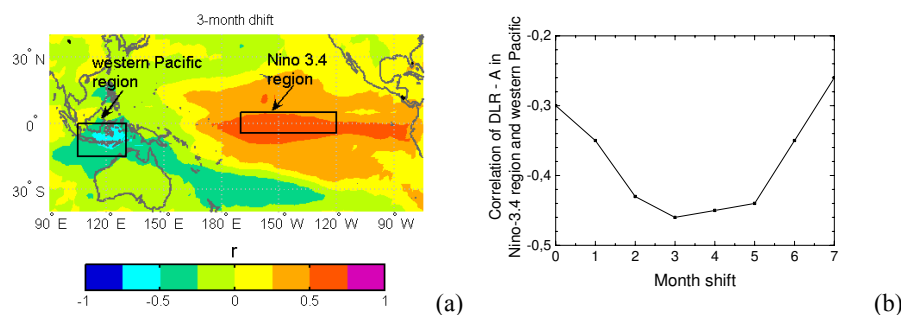 3-month dhift
30° N
0°
30° S
western Pacific
region
Nino 3.4
region
90° E 120° E 150° E 180° E 150° W 120° W 90° W
r
-1 -0.5 0 0.5 1
(a)
Correlation of DLR - A in
Nino-3.4 region and western Pacific
-0,2
-0,3
-0,4
-0,5
0 1 2 3 4 5 6 7
Month shift
(b)